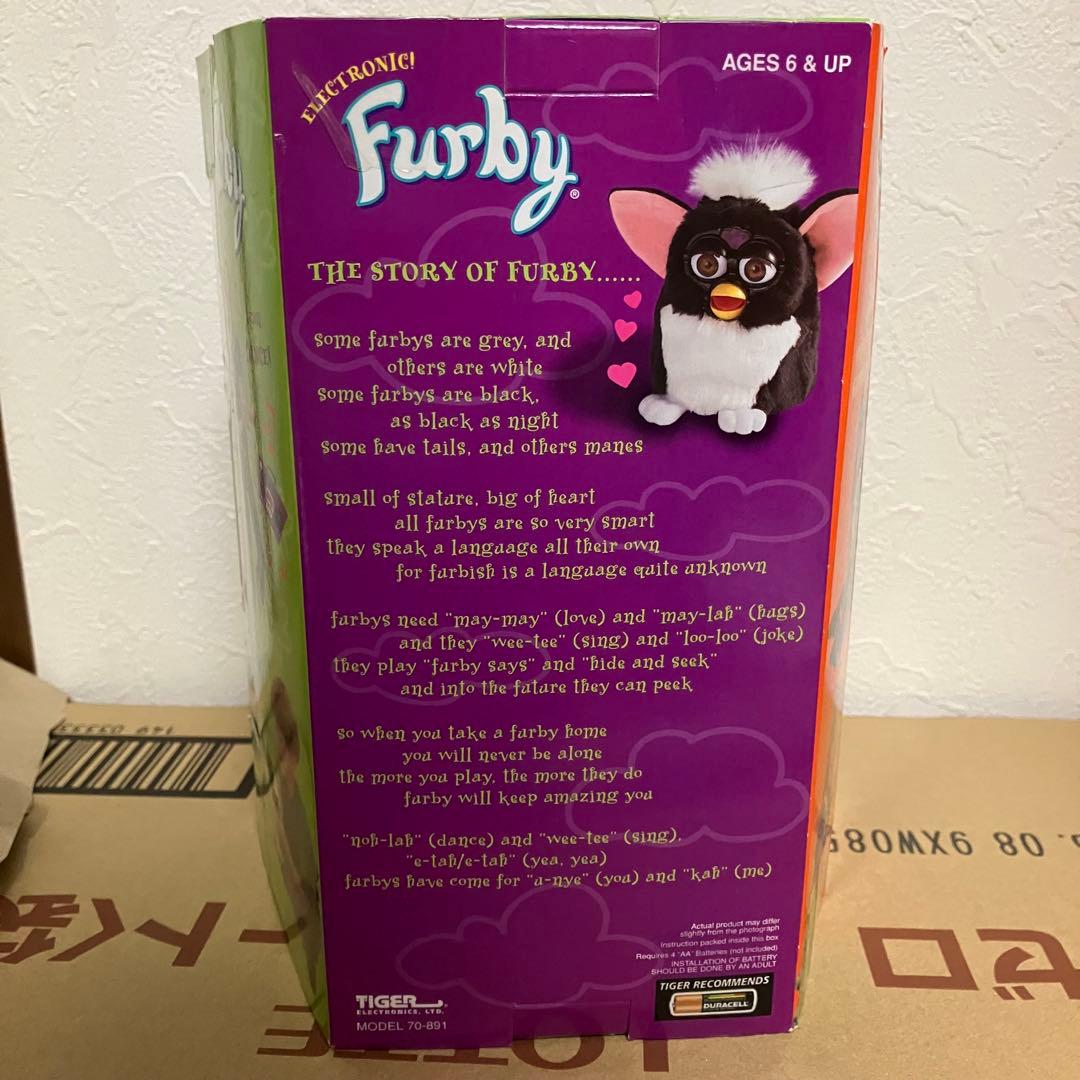 ELECTRONIC!
Furby®
AGES 6 & UP
THE STORY OF FURBY......
some furbys are grey, and
others are white
some furbys are black,
as black as night
some have tails, and others manes
small of stature, big of heart
all furbys are so very smart
they speak a language all their own
for furbish is a language quite unknown
furbys need "may-may" (love) and "may-lah" (hugs)
and they "wee-tee" (sing) and "loo-loo" (joke)
they play "furby says" and "hide and seek"
and into the future they can peek
so when you take a furby home
you will never be alone
the more you play, the more they do
furby will keep amazing you
"noh-lah" (dance) and "wee-tee" (sing),
"e-tah/e-tah" (yea, yea)
furbys have come for "u-nye" (you) and "kah" (me)
Actual product may differ
slightly from the photograph
Instruction packed inside this box
Requires 4 "AA" Batteries (not included)
INSTALLATION OF BATTERY
SHOULD BE DONE BY AN ADULT
TIGER RECOMMENDS
DURACELL
TIGER
ELECTRONICS, LTD.
MODEL 70-891
LOTTE